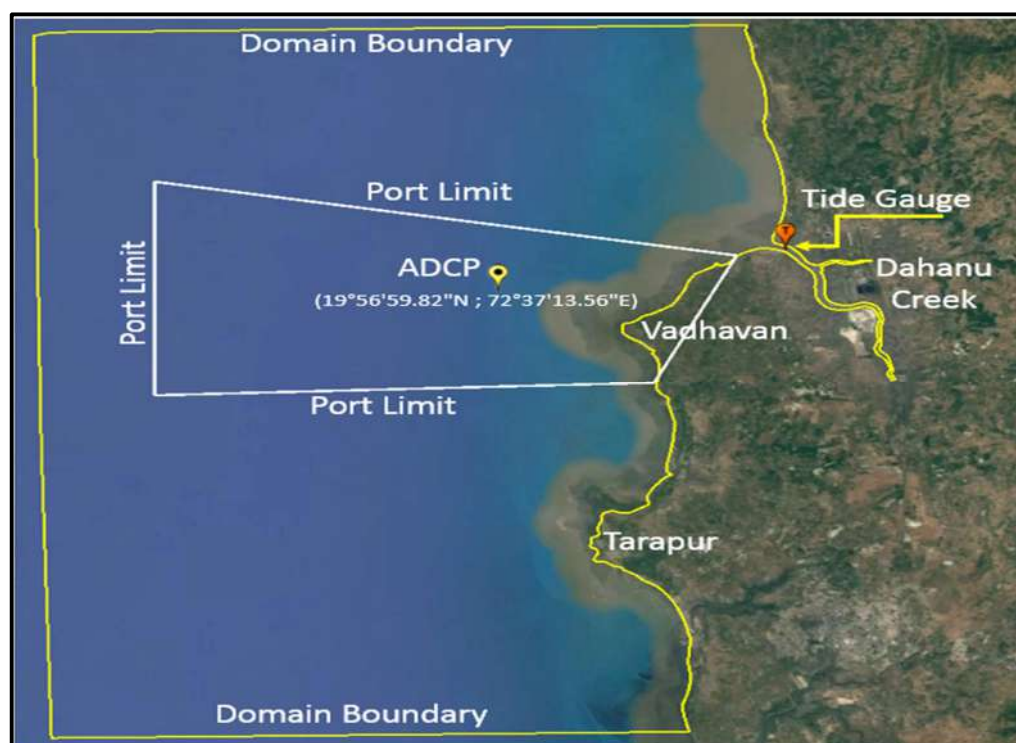 Domain Boundary
Port Limit
Tide Gauge
T
ADCP
(19°56'59.82"N ; 72°37'13.56"E)
Dahanu
Creek
Port Limit
Vadhavan
Port Limit
Tarapur
Domain Boundary